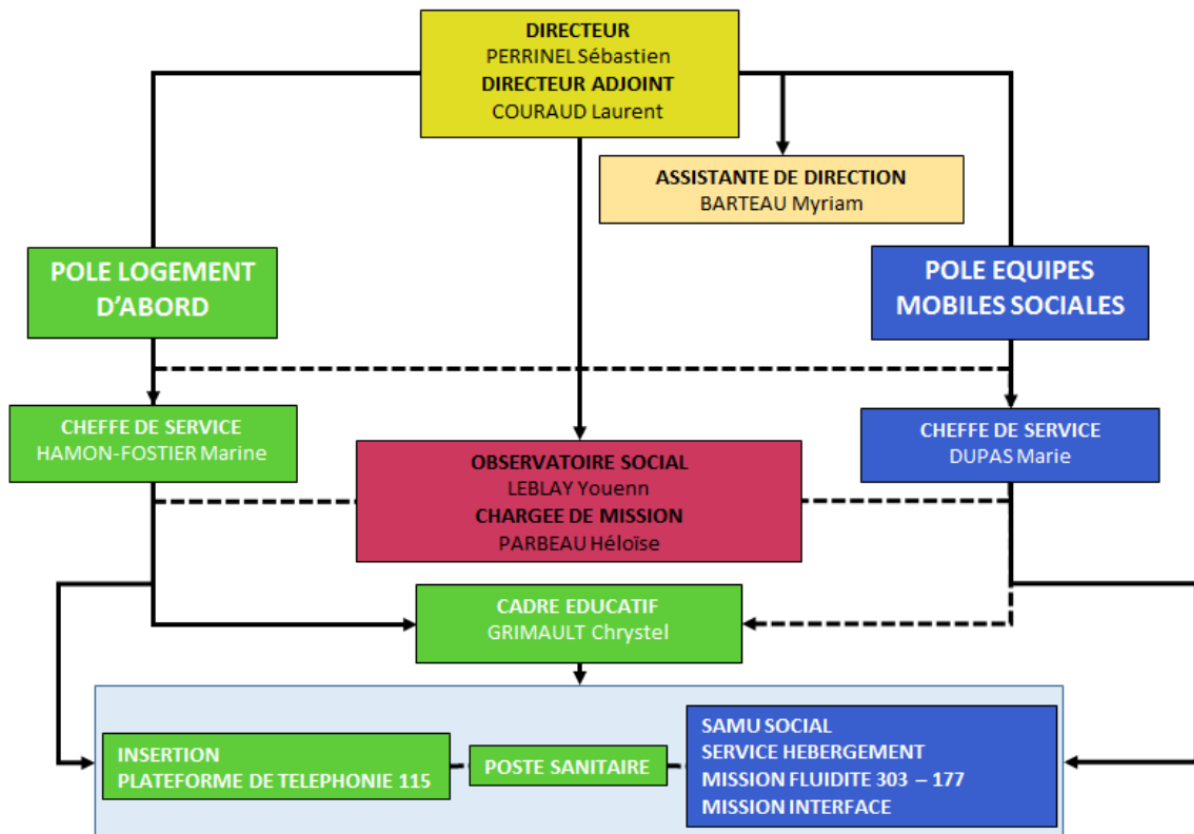 DIRECTEUR
PERRINEL Sébastien
DIRECTEUR ADJOINT
COURAUD Laurent
ASSISTANTE DE DIRECTION
BARTEAU Myriam
POLE LOGEMENT
D’ABORD
POLE EQUIPES
MOBILES SOCIALES
CHEFFE DE SERVICE
HAMON-FOSTIER Marine
CHEFFE DE SERVICE
DUPAS Marie
OBSERVATOIRE SOCIAL
LEBLAY Youenn
CHARGEE DE MISSION
PARBEAU Héloïse
CADRE EDUCATIF
GRIMAULT Chrystel
INSERTION
PLATEFORME DE TELEPHONIE 115
POSTE SANITAIRE
SAMU SOCIAL
SERVICE HEBERGEMENT
MISSION FLUIDITE 303 – 177
MISSION INTERFACE